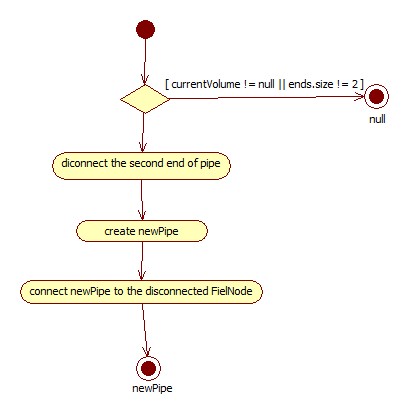 [ currentVolume != null || ends.size != 2 ]
null
diconnect the second end of pipe
create newPipe
connect newPipe to the disconnected FielNode
newPipe